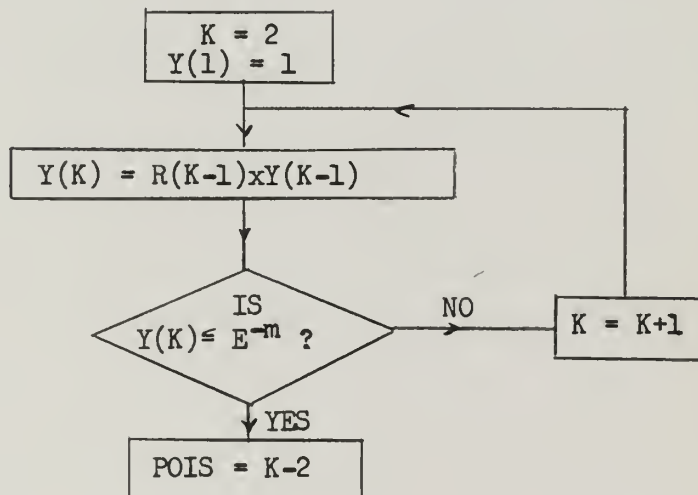 K = 2
Y(1) = 1
Y(K) = R(K-1)xY(K-1)
IS
Y(K)≤ E⁻ᵐ ?
NO
K = K+1
YES
POIS = K-2